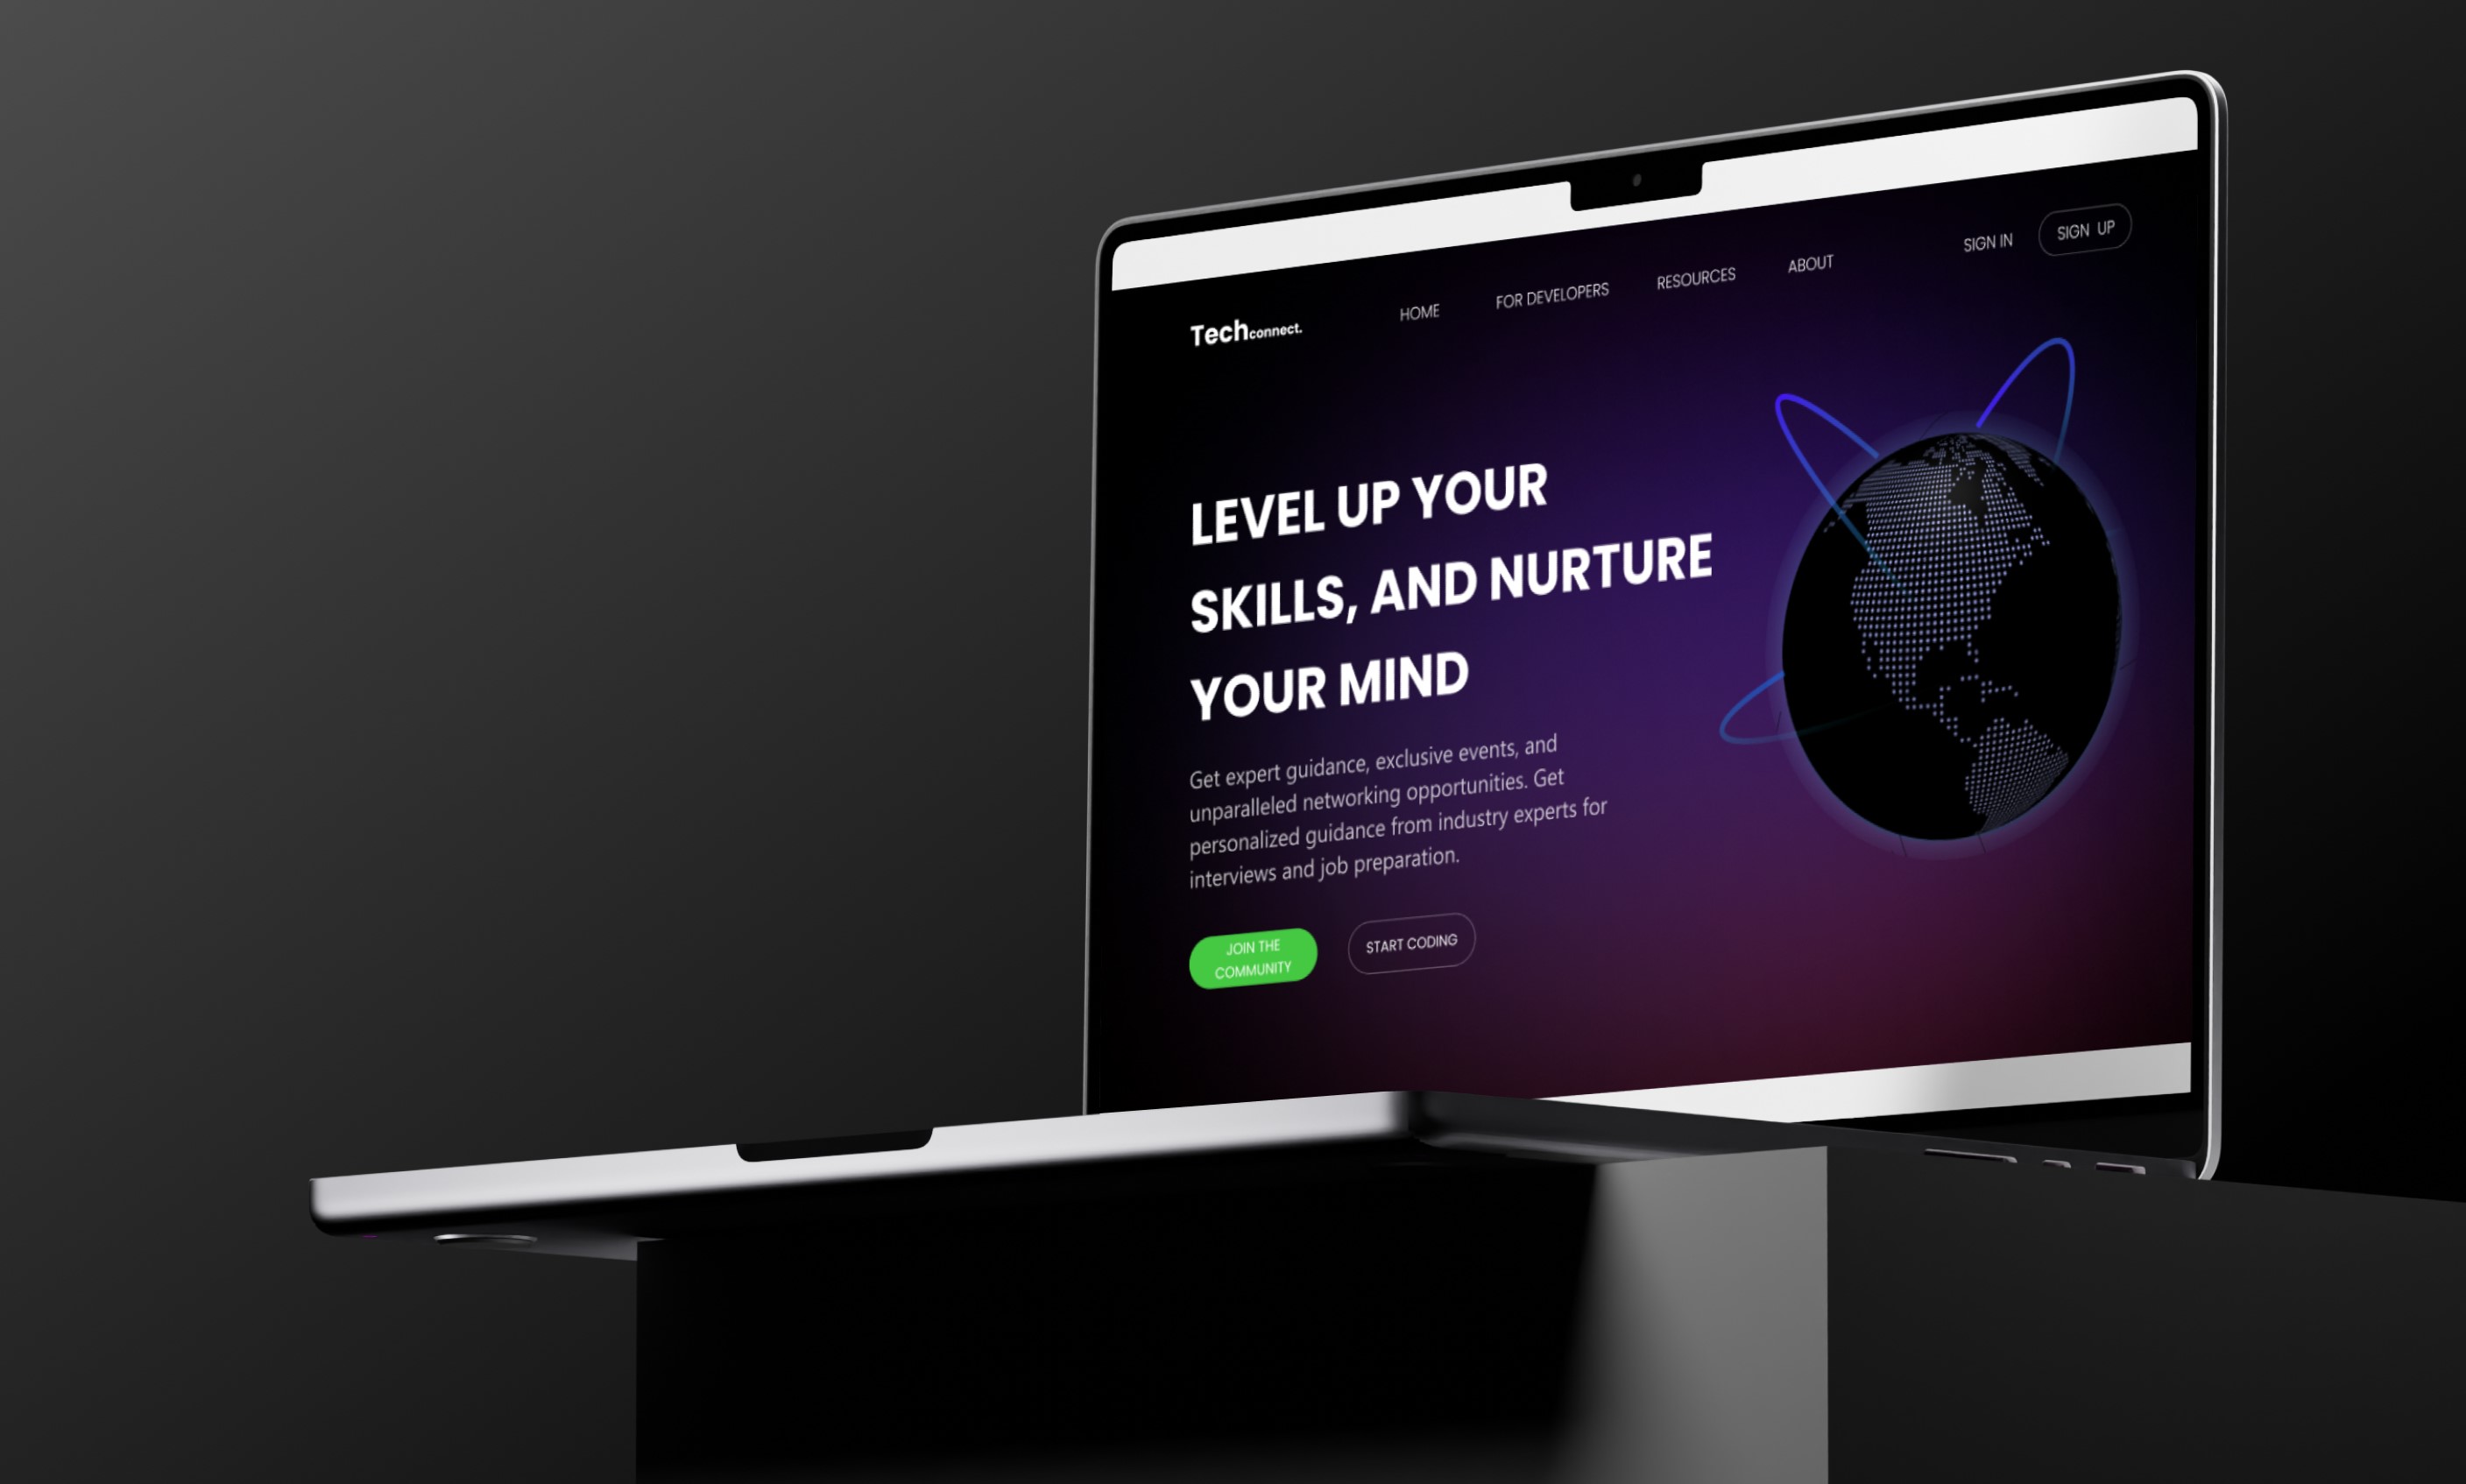 Techconnect.
HOME
FOR DEVELOPERS
RESOURCES
ABOUT
SIGN IN
SIGN UP
LEVEL UP YOUR
SKILLS, AND NURTURE
YOUR MIND
Get expert guidance, exclusive events, and
unparalleled networking opportunities. Get
personalized guidance from industry experts for
interviews and job preparation.
JOIN THE
COMMUNITY
START CODING